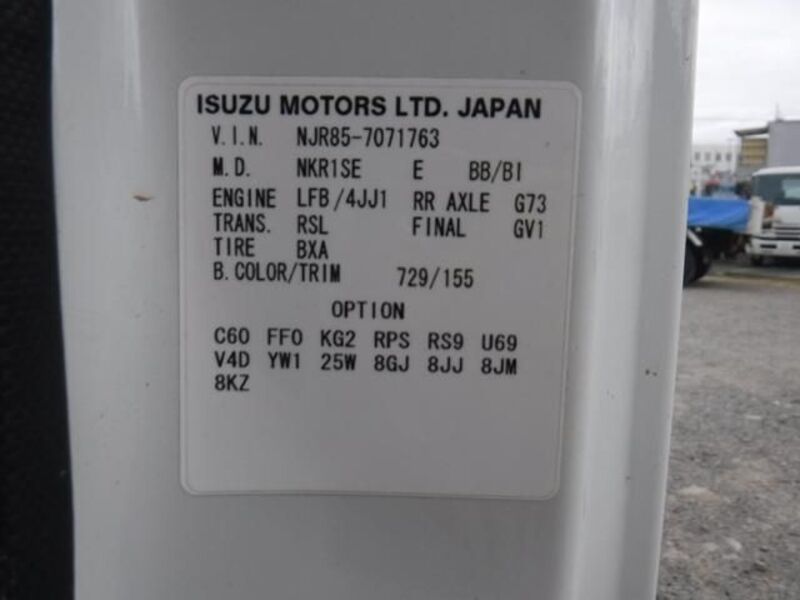 ISUZU MOTORS LTD. JAPAN
V.I.N. NJR85-7071763
M.D. NKR1SE E BB/BI
ENGINE LFB/4JJ1 RR AXLE G73
TRANS. RSL FINAL GV1
TIRE BXA
B.COLOR/TRIM 729/155
OPTION
C60 FF0 KG2 RPS RS9 U69
V4D YW1 25W 8GJ 8JJ 8JM
8KZ